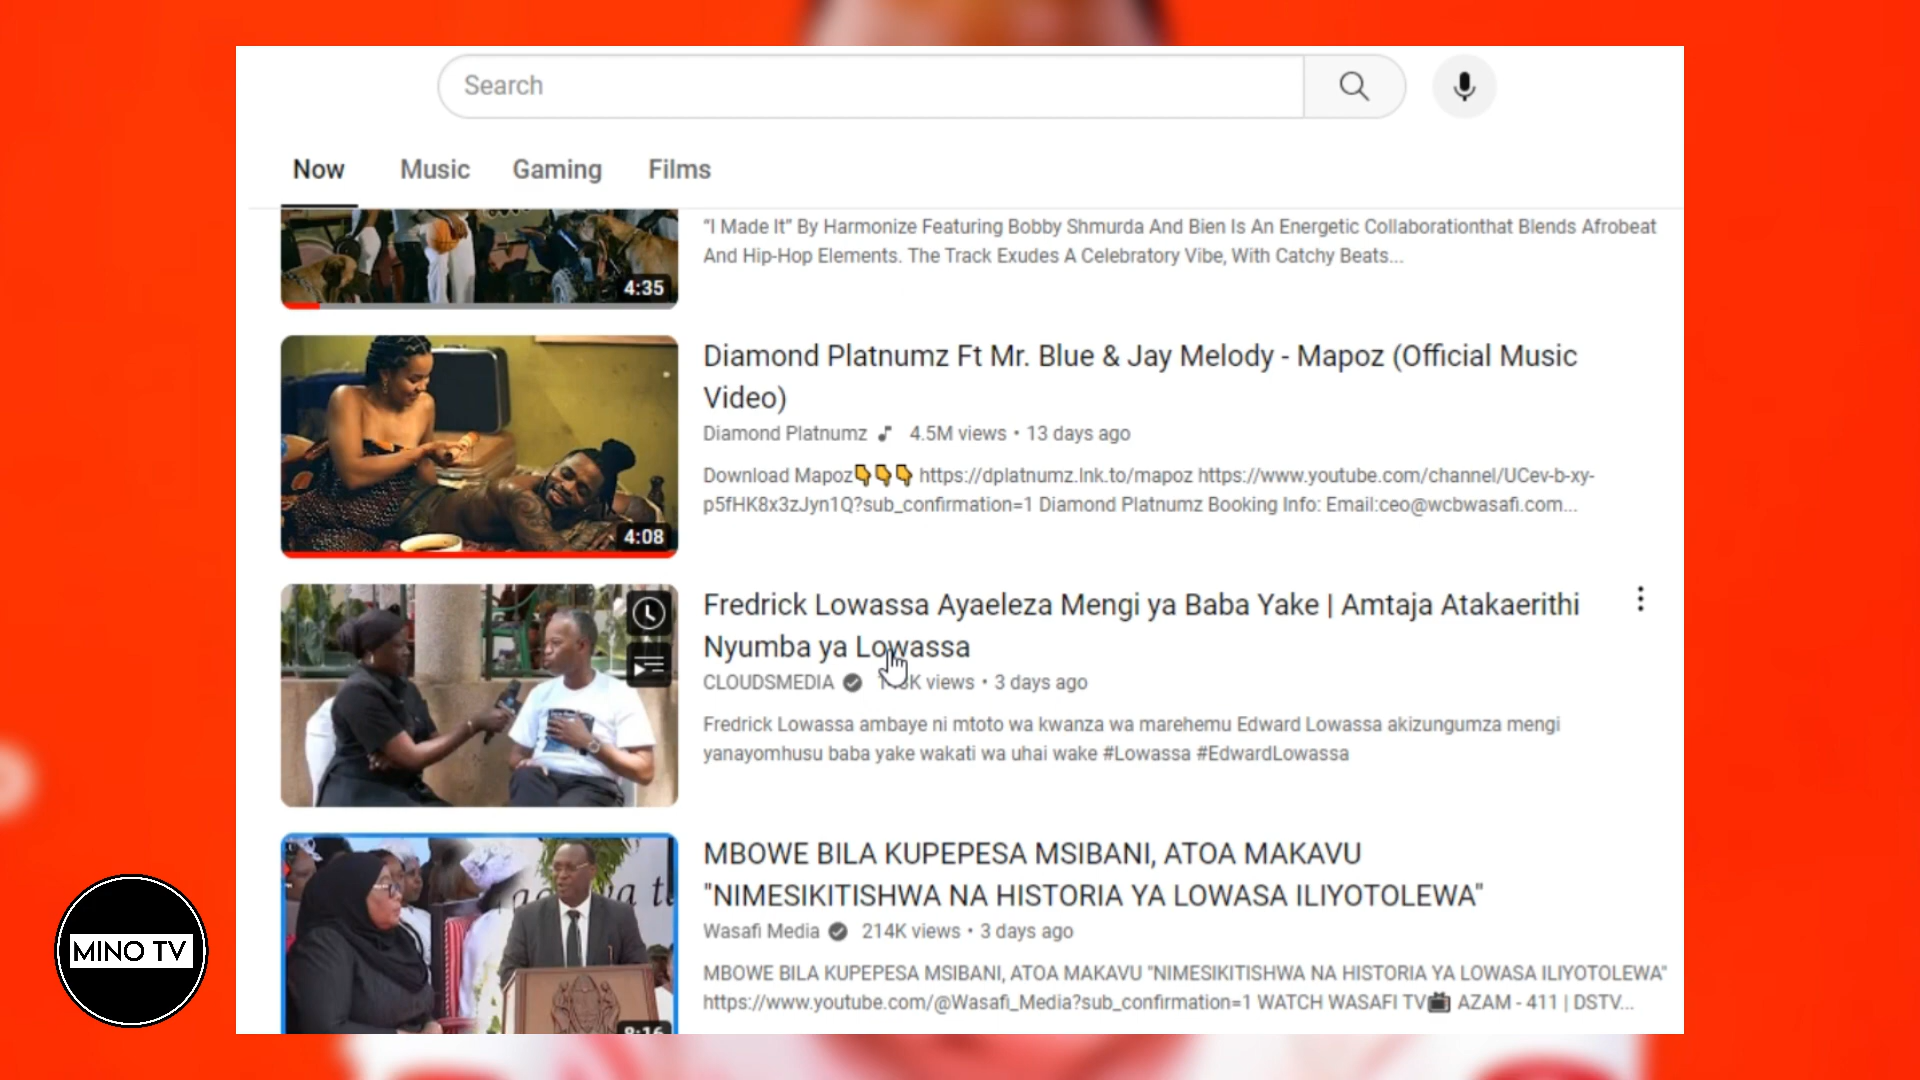 Search
Now Music Gaming Films
"I Made It" By Harmonize Featuring Bobby Shmurda And Bien Is An Energetic Collaborationthat Blends Afrobeat
And Hip-Hop Elements. The Track Exudes A Celebratory Vibe, With Catchy Beats...
4:35
Diamond Platnumz Ft Mr. Blue & Jay Melody - Mapoz (Official Music
Video)
Diamond Platnumz 4.5M views • 13 days ago
Download Mapoz👇👇👇 https://dplatnumz.lnk.to/mapoz https://www.youtube.com/channel/UCev-b-xy-
p5fHK8x3zJyn1Q?sub_confirmation=1 Diamond Platnumz Booking Info: Email:ceo@wcbwasafi.com...
4:08
Fredrick Lowassa Ayaeleza Mengi ya Baba Yake | Amtaja Atakaerithi
Nyumba ya Lowassa
CLOUDSMEDIA views • 3 days ago
Fredrick Lowassa ambaye ni mtoto wa kwanza wa marehemu Edward Lowassa akizungumza mengi
yanayomhusu baba yake wakati wa uhai wake #Lowassa #EdwardLowassa
MBOWE BILA KUPEPESA MSIBANI, ATOA MAKAVU
"NIMESIKITISHWA NA HISTORIA YA LOWASA ILIYOTOLEWA"
Wasafi Media 214K views • 3 days ago
MBOWE BILA KUPEPESA MSIBANI, ATOA MAKAVU "NIMESIKITISHWA NA HISTORIA YA LOWASA ILIYOTOLEWA"
https://www.youtube.com/@Wasafi_Media?sub_confirmation=1 WATCH WASAFI TV📺 AZAM - 411 | DSTV...
8:16
MINO TV